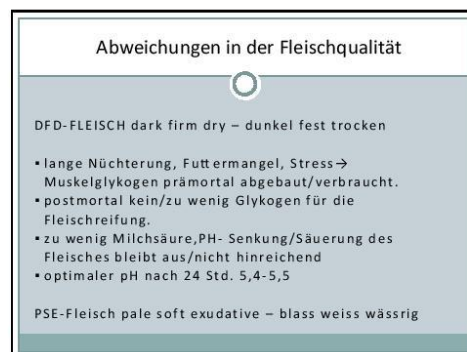 Abweichungen in der Fleischqualität
DFD-FLEISCH dark firm dry – dunkel fest trocken
▪ lange Nüchterung, Futtermangel, Stress→
Muskelglykogen prämortal abgebaut/verbraucht.
▪ postmortal kein/zu wenig Glykogen für die
Fleischreifung.
▪ zu wenig Milchsäure,PH- Senkung/Säuerung des
Fleisches bleibt aus/nicht hinreichend
▪ optimaler pH nach 24 Std. 5,4-5,5
PSE-Fleisch pale soft exudative – blass weiss wässrig